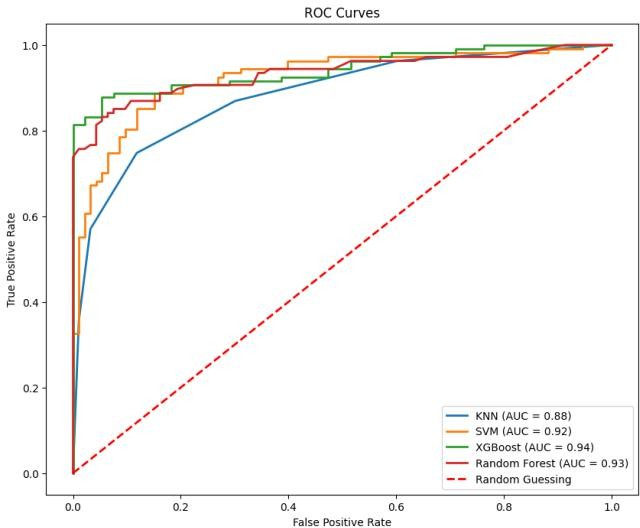 ROC Curves
True Positive Rate
1.0
0.8
0.6
0.4
0.2
0.0
KNN (AUC = 0.88)
SVM (AUC = 0.92)
XGBoost (AUC = 0.94)
Random Forest (AUC = 0.93)
Random Guessing
0.0 0.2 0.4 0.6 0.8 1.0
False Positive Rate